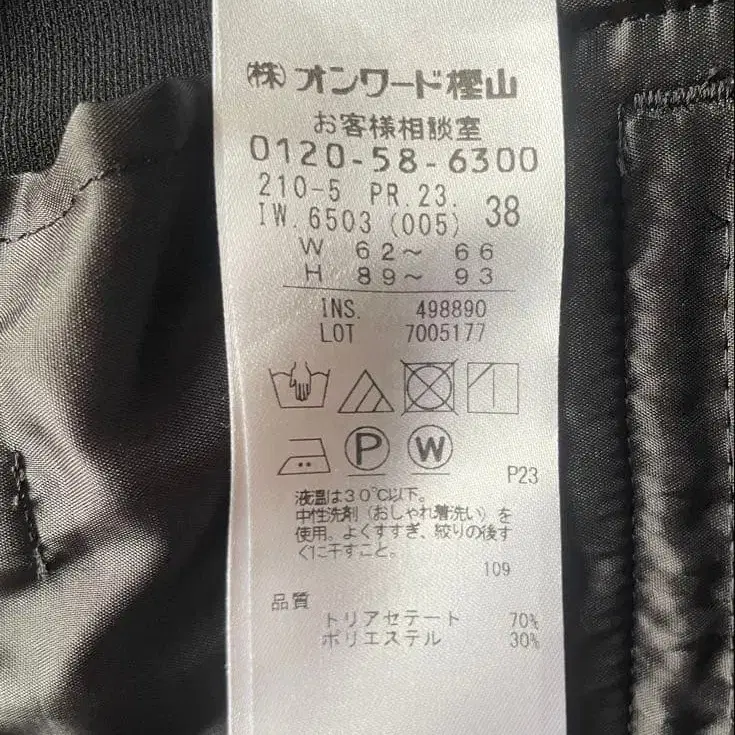 (株)オンワード樫山
お客様相談室
0120-58-6300
210-5 PR.23.
IW.6503(005) 38
W 62〜 66
H 89〜 93
INS. 498890
LOT 7005177
P W
P23
液温は30℃以下。
中性洗剤(おしゃれ着洗い)を
使用。よくすすぎ、絞りの後す
ぐに干すこと。
109
品質
トリアセテート 70%
ポリエステル 30%